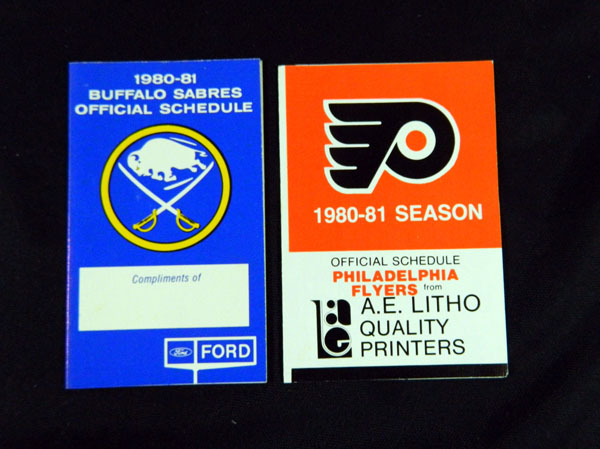 1980-81
BUFFALO SABRES
OFFICIAL SCHEDULE
Compliments of
Ford
FORD
1980-81 SEASON
OFFICIAL SCHEDULE
PHILADELPHIA
FLYERS from
A.E. LITHO
QUALITY
PRINTERS